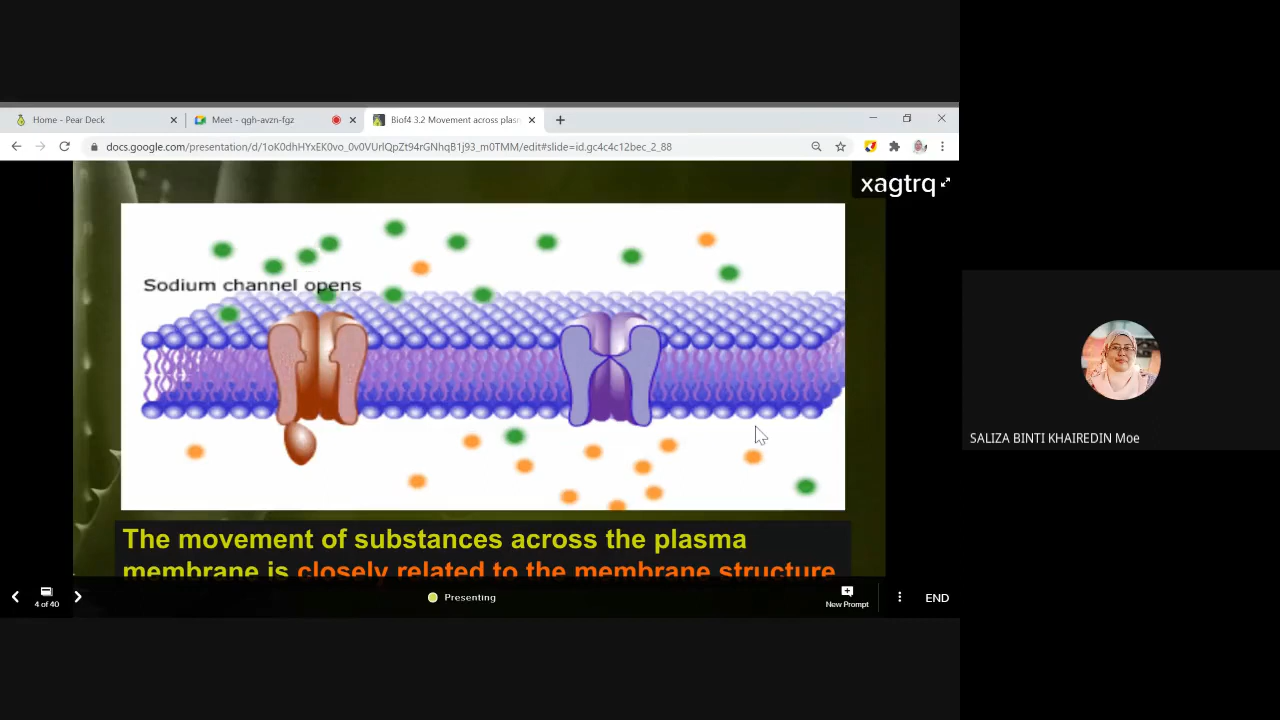 Home - Pear Deck
Meet - qgh-avzn-fgz
Biof4 3.2 Movement across plasm
docs.google.com/presentation/d/1oK0dhHYxEK0vo_0v0VUrlQpZt94rGNhqB1j93_m0TMM/edit#slide=id.gc4c4c12bec_2_88
xagtrq
Sodium channel opens
The movement of substances across the plasma
membrane is closely related to the membrane structure
4 of 40
Presenting
New Prompt
END
SALIZA BINTI KHAIREDIN Moe